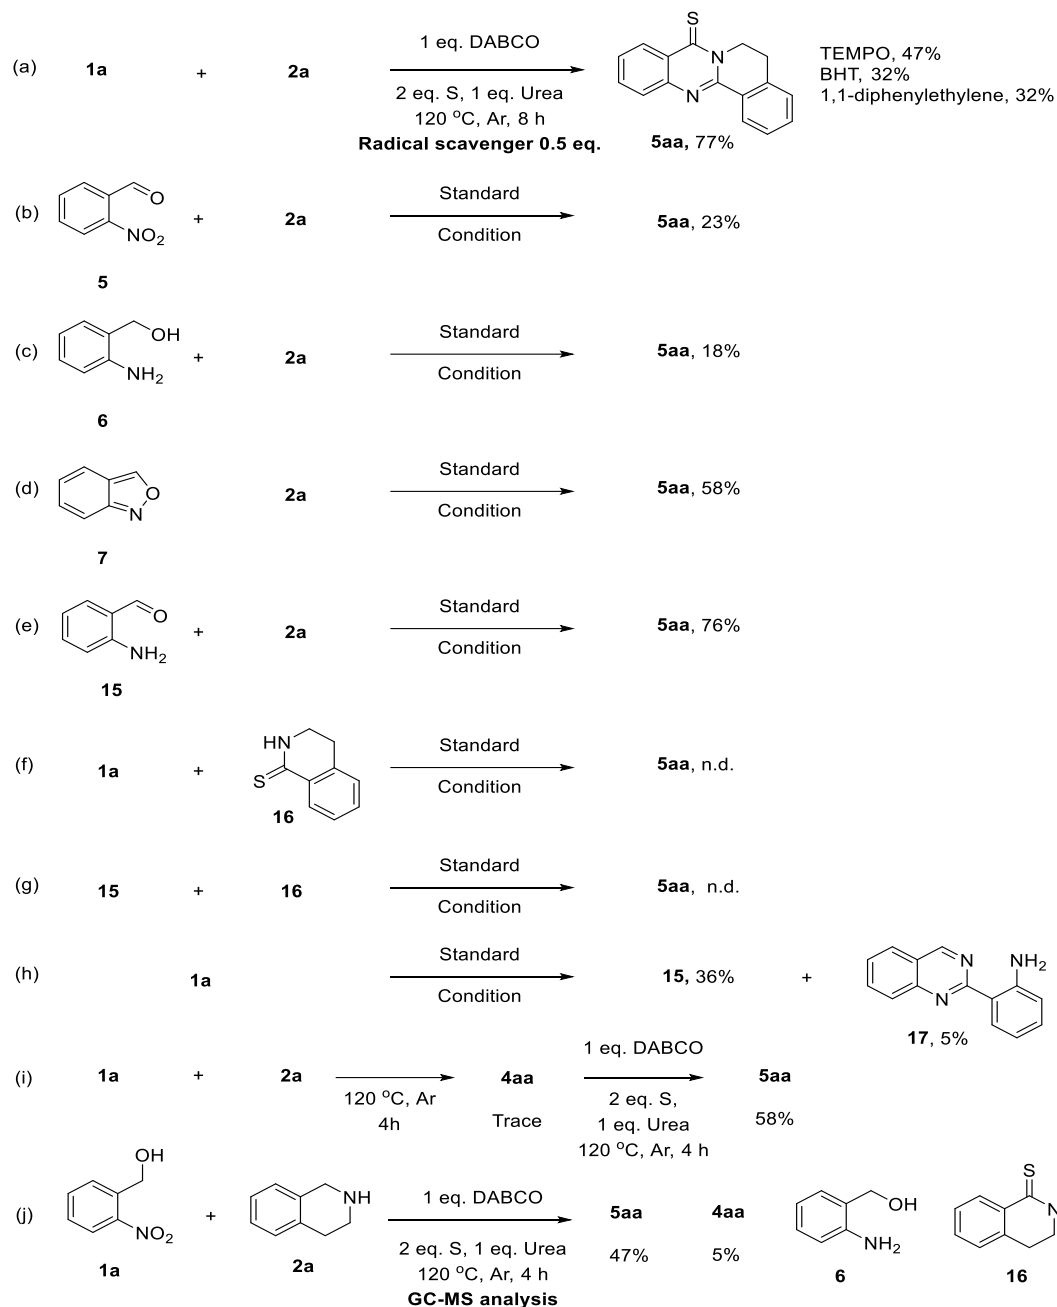 (a) 1a + 2a 1 eq. DABCO
2 eq. S, 1 eq. Urea
120 °C, Ar, 8 h
Radical scavenger 0.5 eq.
S
N
N
5aa, 77%
TEMPO, 47%
BHT, 32%
1,1-diphenylethylene, 32%
(b) O
NO2
5
+ 2a Standard
Condition
5aa, 23%
(c) OH
NH2
6
+ 2a Standard
Condition
5aa, 18%
(d) O
N
7
2a Standard
Condition
5aa, 58%
(e) O
NH2
15
+ 2a Standard
Condition
5aa, 76%
(f) 1a + HN
S
16
Standard
Condition
5aa, n.d.
(g) 15 + 16 Standard
Condition
5aa, n.d.
(h) 1a Standard
Condition
15, 36% + N
N
NH2
17, 5%
(i) 1a + 2a 120 °C, Ar
4h
4aa
Trace
1 eq. DABCO
2 eq. S,
1 eq. Urea
120 °C, Ar, 4 h
5aa
58%
(j) OH
NO2
1a
+ NH
2a
1 eq. DABCO
2 eq. S, 1 eq. Urea
120 °C, Ar, 4 h
GC-MS analysis
5aa 4aa
47% 5%
OH
NH2
6
S
16